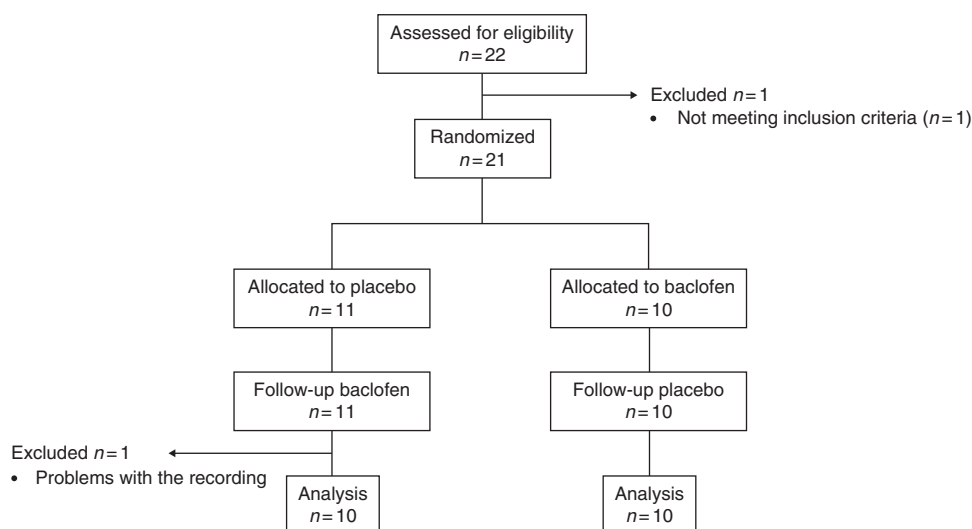 Assessed for eligibility
n=22
Excluded n=1
• Not meeting inclusion criteria (n=1)
Randomized
n=21
Allocated to placebo
n=11
Allocated to baclofen
n=10
Follow-up baclofen
n=11
Follow-up placebo
n=10
Excluded n=1
• Problems with the recording
Analysis
n=10
Analysis
n=10